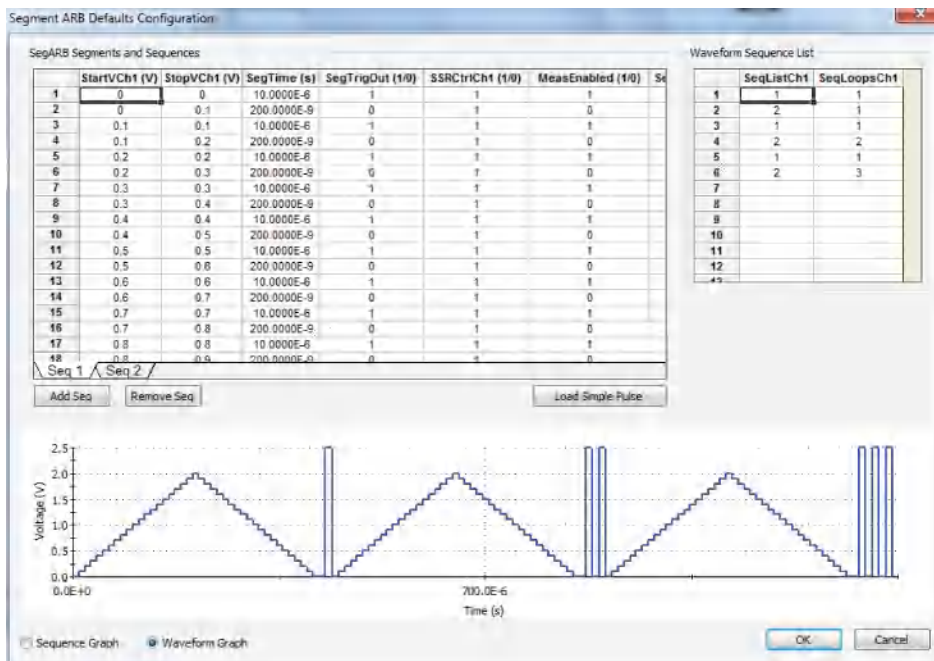 Segment ARB Defaults Configuration
SegARB Segments and Sequences
StartVCh1 (V) StopVCh1 (V) SegTime (s) SegTrigOut (1/0) SSRCtrlCh1 (1/0) MeasEnabled (1/0) Se
1 0 0 10.0000E-6 1 1 1
2 0 0.1 200.0000E-9 0 1 0
3 0.1 0.1 10.0000E-6 1 1 1
4 0.1 0.2 200.0000E-9 0 1 0
5 0.2 0.2 10.0000E-6 1 1 1
6 0.2 0.3 200.0000E-9 0 1 0
7 0.3 0.3 10.0000E-6 1 1 1
8 0.3 0.4 200.0000E-9 0 1 0
9 0.4 0.4 10.0000E-6 1 1 1
10 0.4 0.5 200.0000E-9 0 1 0
11 0.5 0.5 10.0000E-6 1 1 1
12 0.5 0.6 200.0000E-9 0 1 0
13 0.6 0.6 10.0000E-6 1 1 1
14 0.6 0.7 200.0000E-9 0 1 0
15 0.7 0.7 10.0000E-6 1 1 1
16 0.7 0.8 200.0000E-9 0 1 0
17 0.8 0.8 10.0000E-6 1 1 1
18 0.8 0.9 200.0000E-9 0 1 0
Seq 1 Seq 2
Add Seq Remove Seq Load Simple Pulse
Waveform Sequence List
SeqListCh1 SeqLoopsCh1
1 1 1
2 2 1
3 1 1
4 2 2
5 1 1
6 2 3
7
8
9
10
11
12
13
Voltage (V)
2.5
2.0
1.5
1.0
0.5
0.0
0.0E+0 700.0E-6
Time (s)
Sequence Graph Waveform Graph OK Cancel